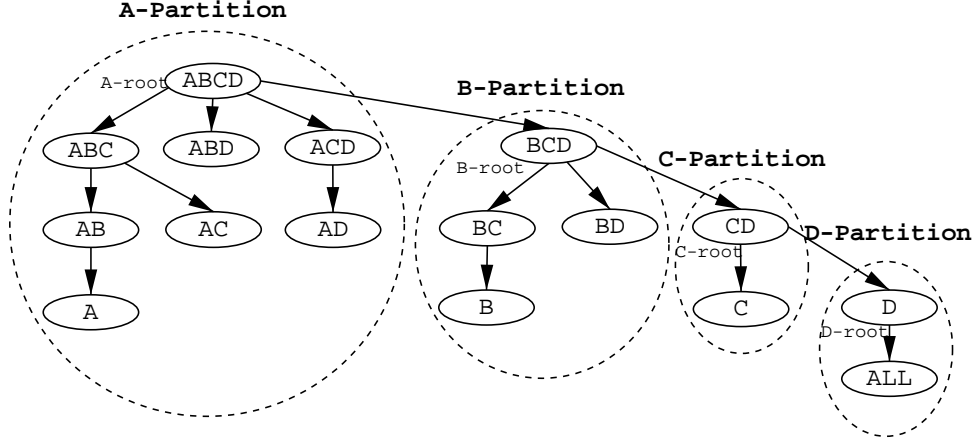 A-Partition
A-root
ABCD
ABC
ABD
ACD
AB
AC
AD
A
B-Partition
BCD
B-root
BC
BD
B
C-Partition
CD
C-root
C
D-Partition
D
D-root
ALL